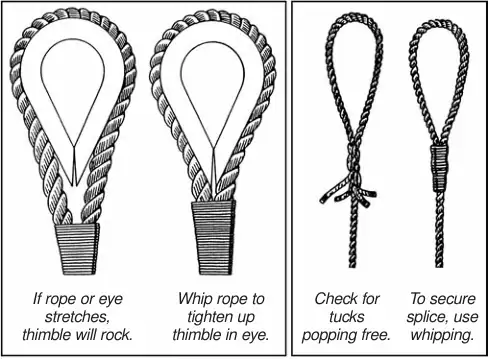 If rope or eye
stretches,
thimble will rock.
Whip rope to
tighten up
thimble in eye.
Check for
tucks
popping free.
To secure
splice, use
whipping.